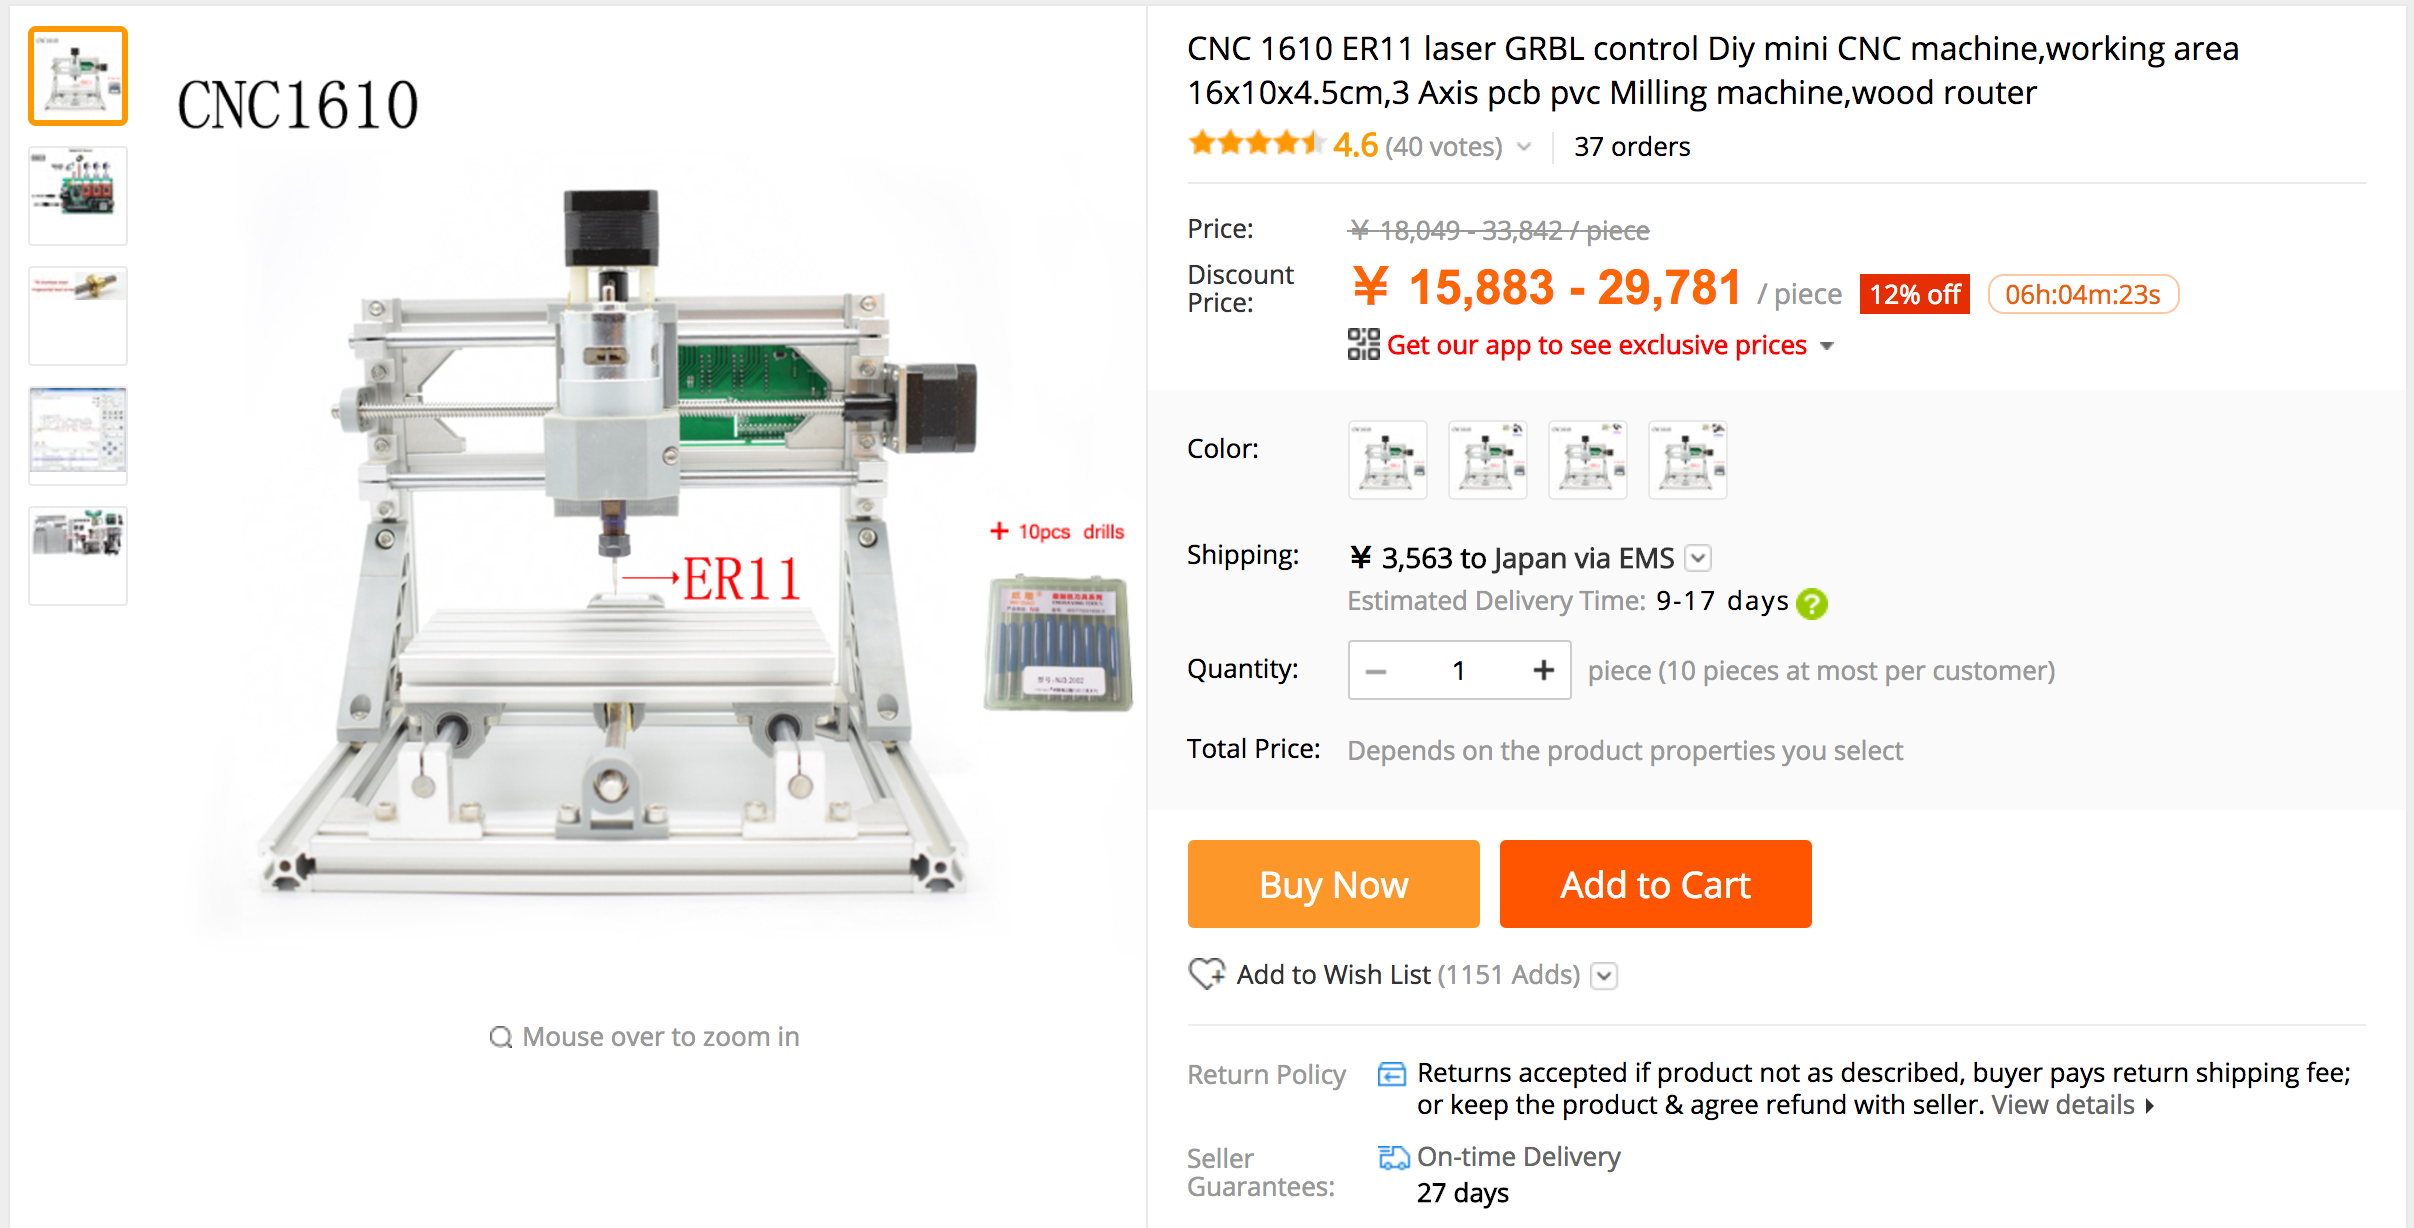 CNC1610
+ 10pcs drills
ER11
Mouse over to zoom in
CNC 1610 ER11 laser GRBL control Diy mini CNC machine,working area
16x10x4.5cm,3 Axis pcb pvc Milling machine,wood router
4.6 (40 votes) 37 orders
Price: ¥ 18,049 - 33,842 / piece
Discount
Price:
¥ 15,883 - 29,781 / piece 12% off 06h:04m:23s
Get our app to see exclusive prices
Color:
Shipping: ¥ 3,563 to Japan via EMS
Estimated Delivery Time: 9-17 days ?
Quantity: − 1 + piece (10 pieces at most per customer)
Total Price: Depends on the product properties you select
Buy Now Add to Cart
Add to Wish List (1151 Adds)
Return Policy Returns accepted if product not as described, buyer pays return shipping fee;
or keep the product & agree refund with seller. View details
Seller
Guarantees:
On-time Delivery
27 days